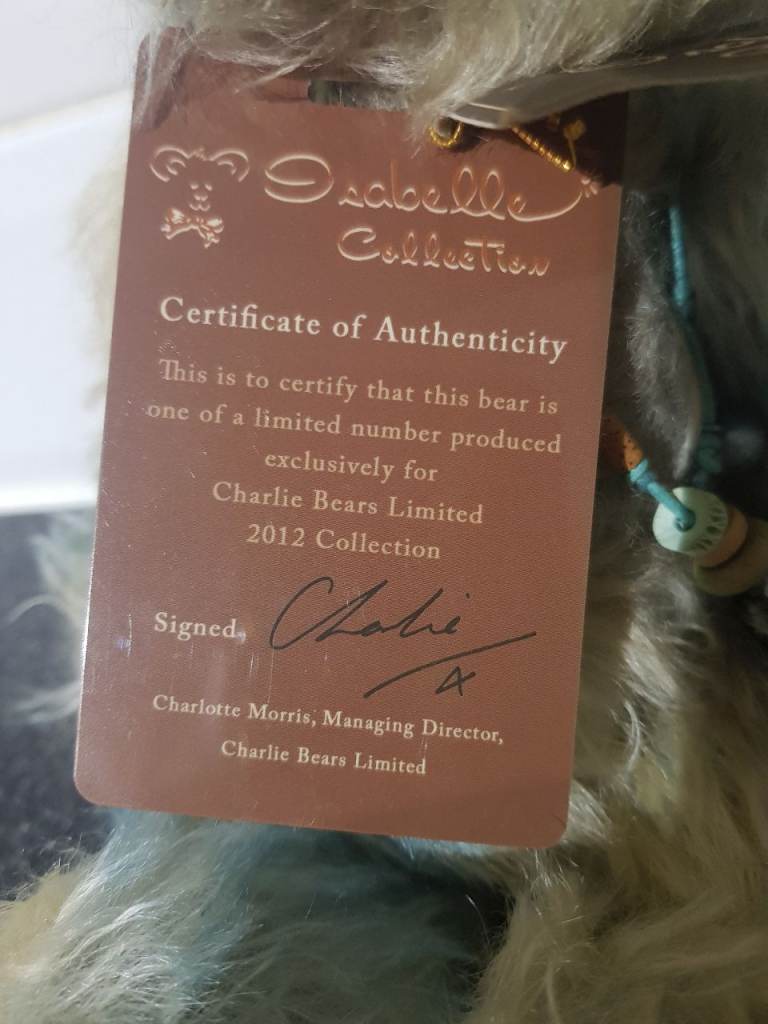 Isabelle
Collection
Certificate of Authenticity
This is to certify that this bear is
one of a limited number produced
exclusively for
Charlie Bears Limited
2012 Collection
Signed Charlie
x
Charlotte Morris, Managing Director,
Charlie Bears Limited